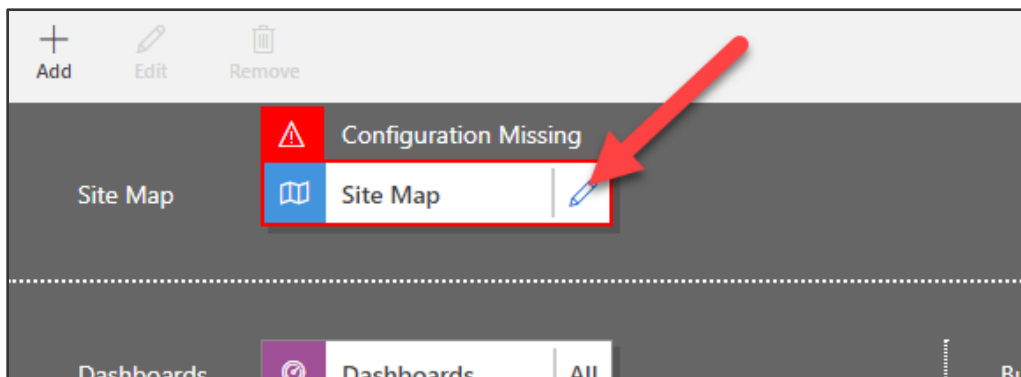 Add Edit Remove
Configuration Missing
Site Map Site Map
Dashboards Dashboards All